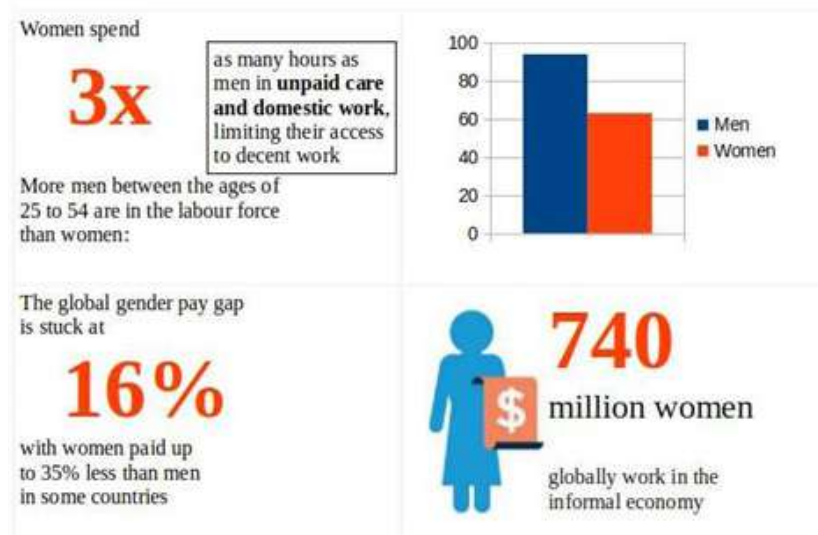 Women spend
3x
as many hours as
men in unpaid care
and domestic work,
limiting their access
to decent work
More men between the ages of
25 to 54 are in the labour force
than women:
100
80
60
40
20
0
Men
Women
The global gender pay gap
is stuck at
16%
with women paid up
to 35% less than men
in some countries
$
740
million women
globally work in the
informal economy